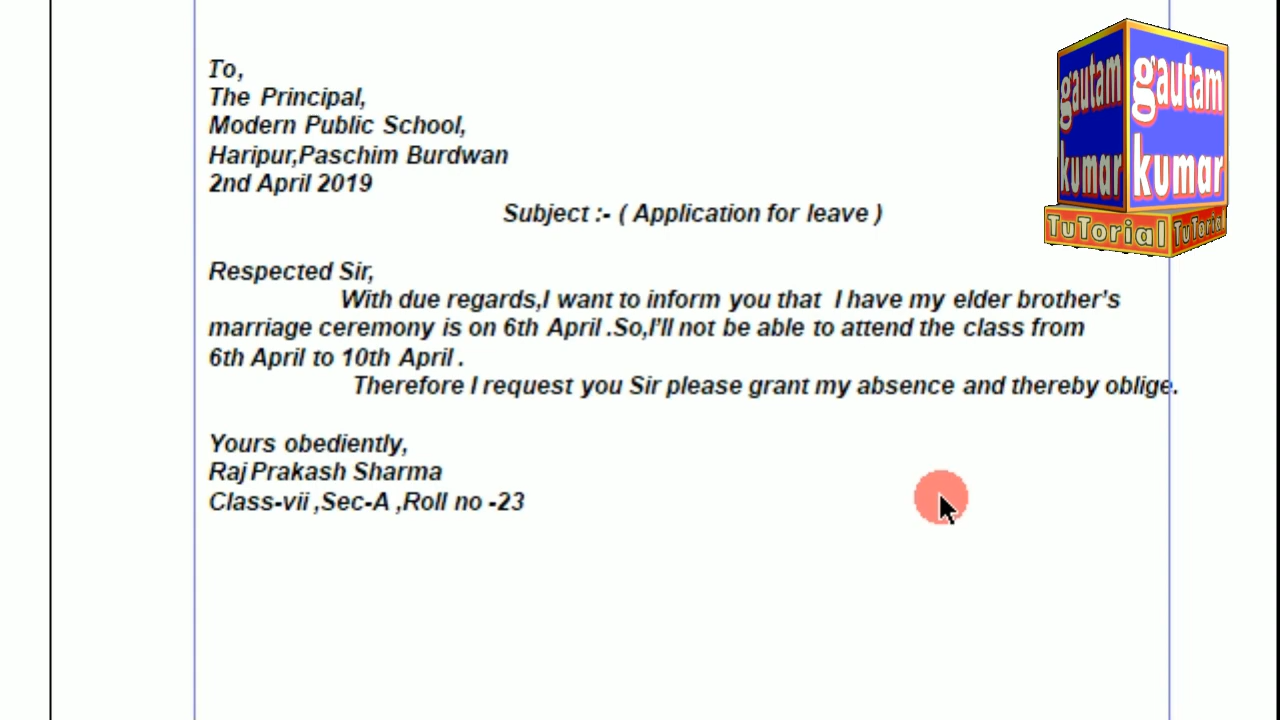 To,
The Principal,
Modern Public School,
Haripur,Paschim Burdwan
2nd April 2019
Subject :- ( Application for leave )
Respected Sir,
With due regards,I want to inform you that I have my elder brother's
marriage ceremony is on 6th April .So,I'll not be able to attend the class from
6th April to 10th April .
Therefore I request you Sir please grant my absence and thereby oblige.
Yours obediently,
Raj Prakash Sharma
Class-vii ,Sec-A ,Roll no -23
gautam
kumar
TuTorial
gautam
kumar
TuTorial